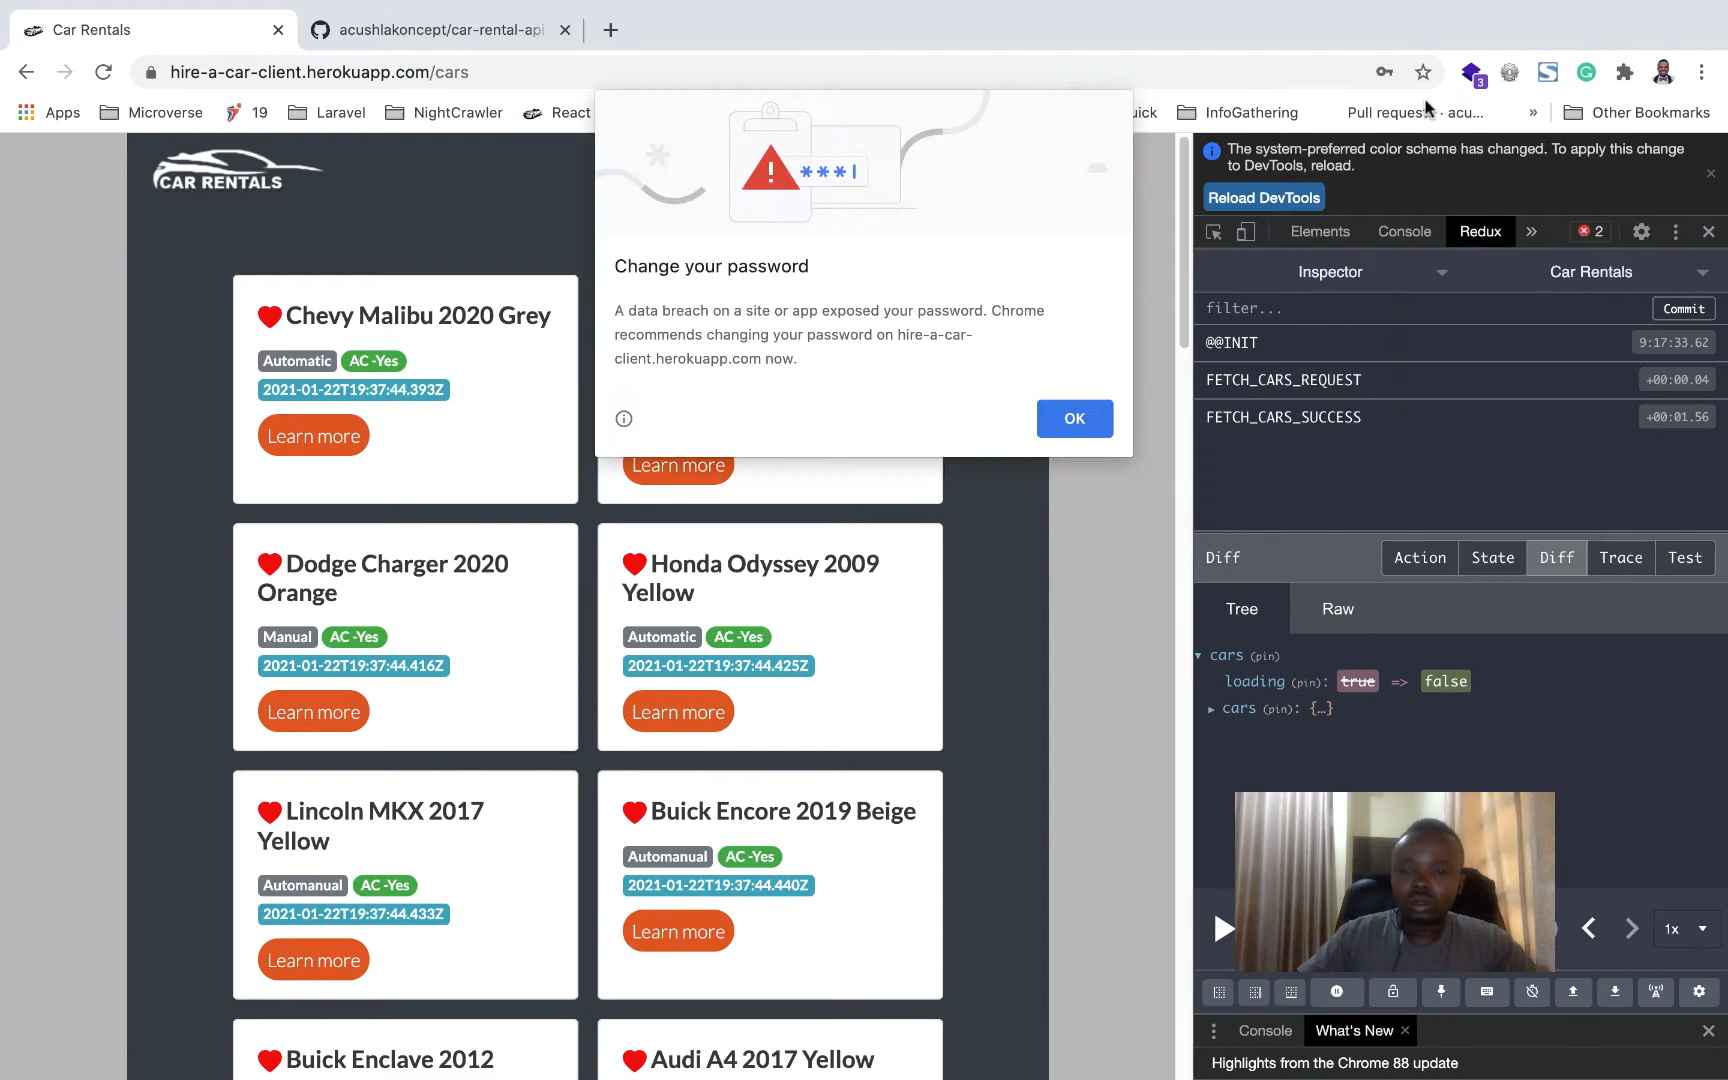 Car Rentals
acushlakoncept/car-rental-api
hire-a-car-client.herokuapp.com/cars
3
Apps
Microverse
19
Laravel
NightCrawler
React
InfoGathering
Pull requests · acu...
»
Other Bookmarks
CAR RENTALS
***|
Change your password
A data breach on a site or app exposed your password. Chrome
recommends changing your password on hire-a-car-
client.herokuapp.com now.
OK
Chevy Malibu 2020 Grey
Automatic AC -Yes
2021-01-22T19:37:44.393Z
Learn more
Learn more
Dodge Charger 2020
Orange
Manual AC -Yes
2021-01-22T19:37:44.416Z
Learn more
Honda Odyssey 2009
Yellow
Automatic AC -Yes
2021-01-22T19:37:44.425Z
Learn more
Lincoln MKX 2017
Yellow
Automanual AC -Yes
2021-01-22T19:37:44.433Z
Learn more
Buick Encore 2019 Beige
Automanual AC -Yes
2021-01-22T19:37:44.440Z
Learn more
Buick Enclave 2012
Audi A4 2017 Yellow
The system-preferred color scheme has changed. To apply this change
to DevTools, reload.
Reload DevTools
Elements Console Redux » 2
Inspector Car Rentals
filter... Commit
@@INIT 9:17:33.62
FETCH_CARS_REQUEST +00:00.04
FETCH_CARS_SUCCESS +00:01.56
Diff Action State Diff Trace Test
Tree Raw
cars (pin)
loading (pin): true => false
cars (pin): {…}
1x
Console What's New
Highlights from the Chrome 88 update